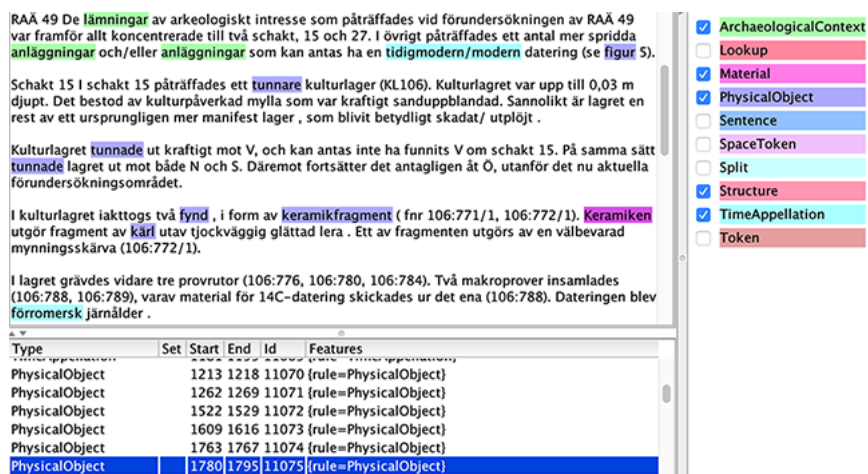 RAÄ 49 De lämningar av arkeologiskt intresse som påträffades vid förundersökningen av RAÄ 49
var framför allt koncentrerade till två schakt, 15 och 27. I övrigt påträffades ett antal mer spridda
anläggningar och/eller anläggningar som kan antas ha en tidigmodern/modern datering (se figur 5).
Schakt 15 I schakt 15 påträffades ett tunnare kulturlager (KL106). Kulturlagret var upp till 0,03 m
djupt. Det bestod av kulturpåverkad mylla som var kraftigt sanduppblandad. Sannolikt är lagret en
rest av ett ursprungligen mer manifest lager , som blivit betydligt skadat/ utplöjt .
Kulturlagret tunnade ut kraftigt mot V, och kan antas inte ha funnits V om schakt 15. På samma sätt
tunnade lagret ut mot både N och S. Däremot fortsätter det antagligen åt Ö, utanför det nu aktuella
förundersökningsområdet.
I kulturlagret iakttogs två fynd , i form av keramikfragment ( fnr 106:771/1, 106:772/1). Keramiken
utgör fragment av kärl utav tjockväggig glättad lera . Ett av fragmenten utgörs av en välbevarad
mynningsskärva (106:772/1).
I lagret grävdes vidare tre provrutor (106:776, 106:780, 106:784). Två makroprover insamlades
(106:788, 106:789), varav material för 14C-datering skickades ur det ena (106:788). Dateringen blev
förromersk järnålder .
ArchaeologicalContext
Lookup
Material
PhysicalObject
Sentence
SpaceToken
Split
Structure
TimeAppellation
Token
Type Set Start End Id Features
PhysicalObject 1213 1218 11070 {rule=PhysicalObject}
PhysicalObject 1262 1269 11071 {rule=PhysicalObject}
PhysicalObject 1522 1529 11072 {rule=PhysicalObject}
PhysicalObject 1609 1616 11073 {rule=PhysicalObject}
PhysicalObject 1763 1767 11074 {rule=PhysicalObject}
PhysicalObject 1780 1795 11075 {rule=PhysicalObject}